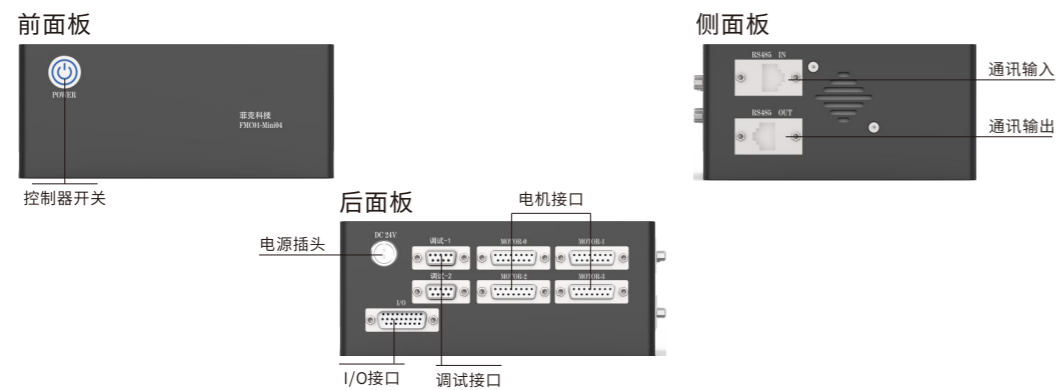 前面板
POWER
菲克科技
FMC01-Mini04
控制器开关
侧面板
RS485 IN
通讯输入
RS485 OUT
通讯输出
后面板
电机接口
电源插头
DC 24V
调试-1
MOTOR-0
MOTOR-1
调试-2
MOTOR-2
MOTOR-3
I/O
I/O接口
调试接口